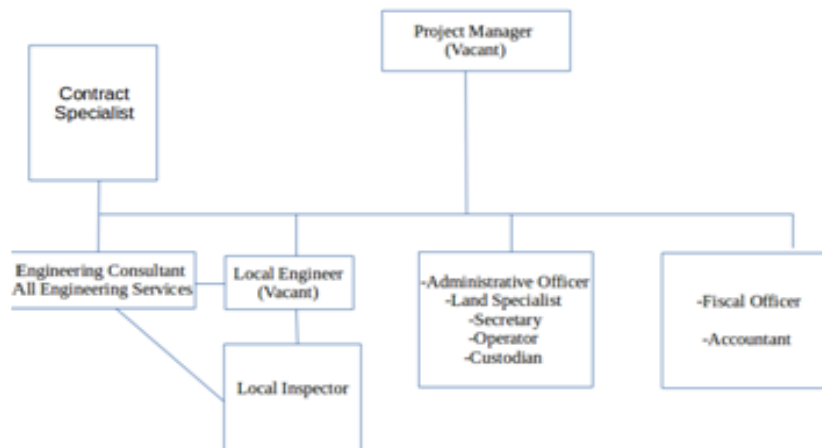 Project Manager
(Vacant)
Contract
Specialist
Engineering Consultant
All Engineering Services
Local Engineer
(Vacant)
-Administrative Officer
-Land Specialist
-Secretary
-Operator
-Custodian
-Fiscal Officer
-Accountant
Local Inspector